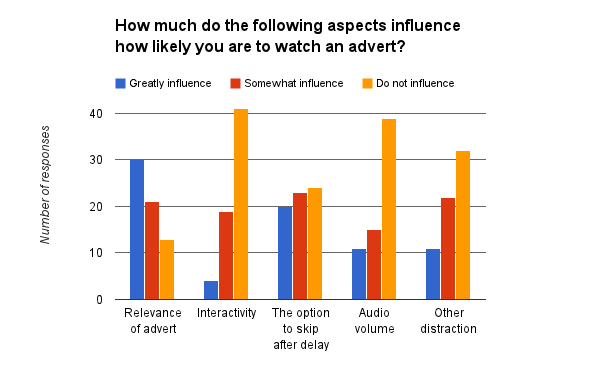 How much do the following aspects influence
how likely you are to watch an advert?
Greatly influence Somewhat influence Do not influence
Number of responses
40
30
20
10
0
Relevance of advert
Interactivity
The option to skip after delay
Audio volume
Other distraction